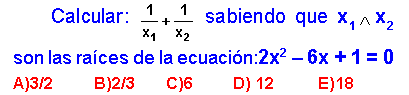 Calcular: 1/x₁ + 1/x₂ sabiendo que x₁ ∧ x₂
son las raíces de la ecuación:2x² – 6x + 1 = 0
A)3/2 B)2/3 C)6 D) 12 E)18